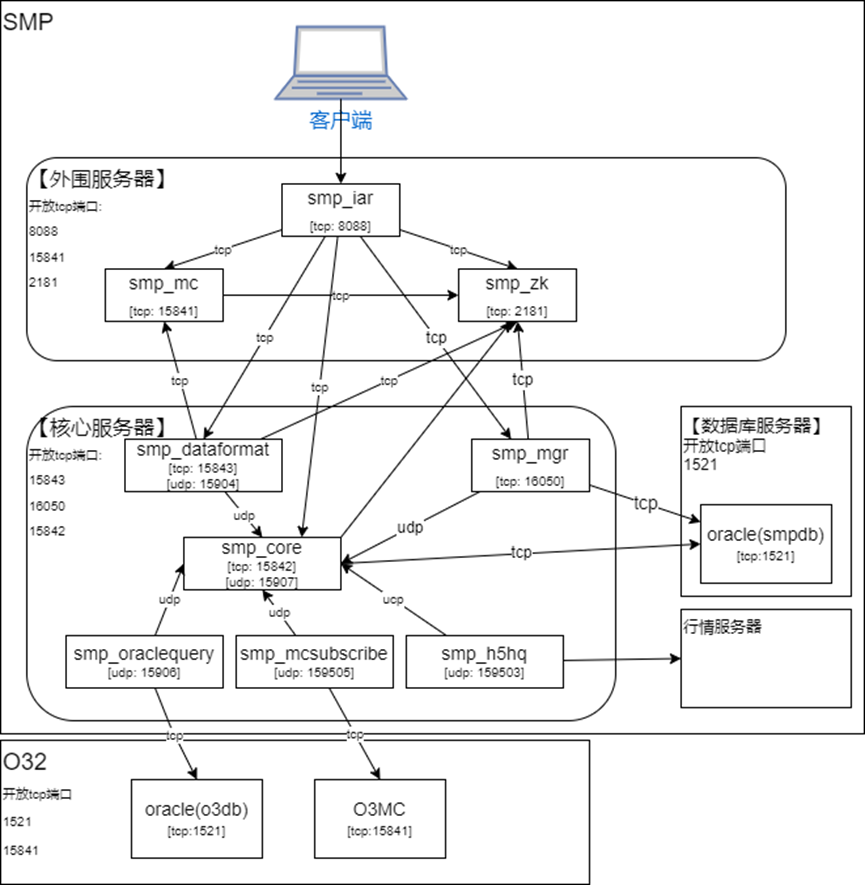 SMP
客户端
【外围服务器】
开放tcp端口:
8088
15841
2181
smp_iar
[tcp: 8088]
tcp
tcp
smp_mc
[tcp: 15841]
tcp
smp_zk
[tcp: 2181]
tcp
tcp
tcp
tcp
tcp
tcp
【核心服务器】
开放tcp端口:
15843
16050
15842
smp_dataformat
[tcp: 15843]
[udp: 15904]
smp_mgr
[tcp: 16050]
udp
udp
tcp
smp_core
[tcp: 15842]
[udp: 15907]
tcp
udp
udp
ucp
smp_oraclequery
[udp: 15906]
smp_mcsubscribe
[udp: 159505]
smp_h5hq
[udp: 159503]
【数据库服务器】
开放tcp端口
1521
oracle(smpdb)
[tcp:1521]
行情服务器
tcp
tcp
O32
开放tcp端口
1521
15841
oracle(o3db)
[tcp:1521]
O3MC
[tcp:15841]